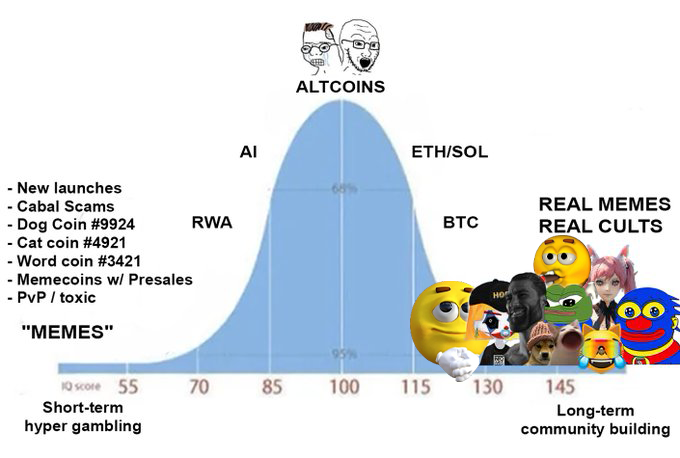 ALTCOINS
AI
ETH/SOL
68%
- New launches
- Cabal Scams
- Dog Coin #9924
- Cat coin #4921
- Word coin #3421
- Memecoins w/ Presales
- PvP / toxic
RWA
BTC
REAL MEMES
REAL CULTS
"MEMES"
95%
IQ score
55
70
85
100
115
130
145
Short-term
hyper gambling
Long-term
community building